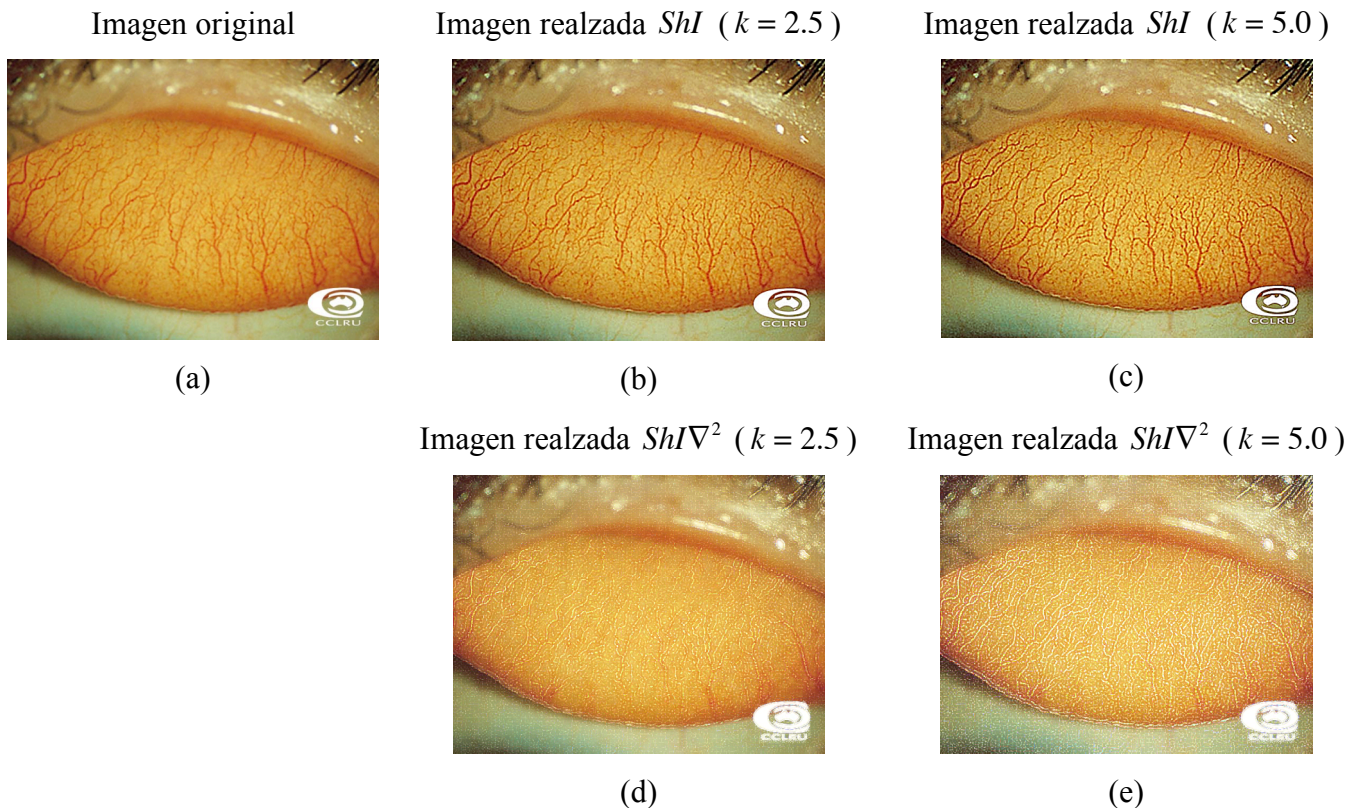 Imagen original
Imagen realzada ShI ( k = 2.5 )
Imagen realzada ShI ( k = 5.0 )
CCLRU
CCLRU
CCLRU
(a)
(b)
(c)
Imagen realzada ShI∇² ( k = 2.5 )
Imagen realzada ShI∇² ( k = 5.0 )
CCLRU
CCLRU
(d)
(e)